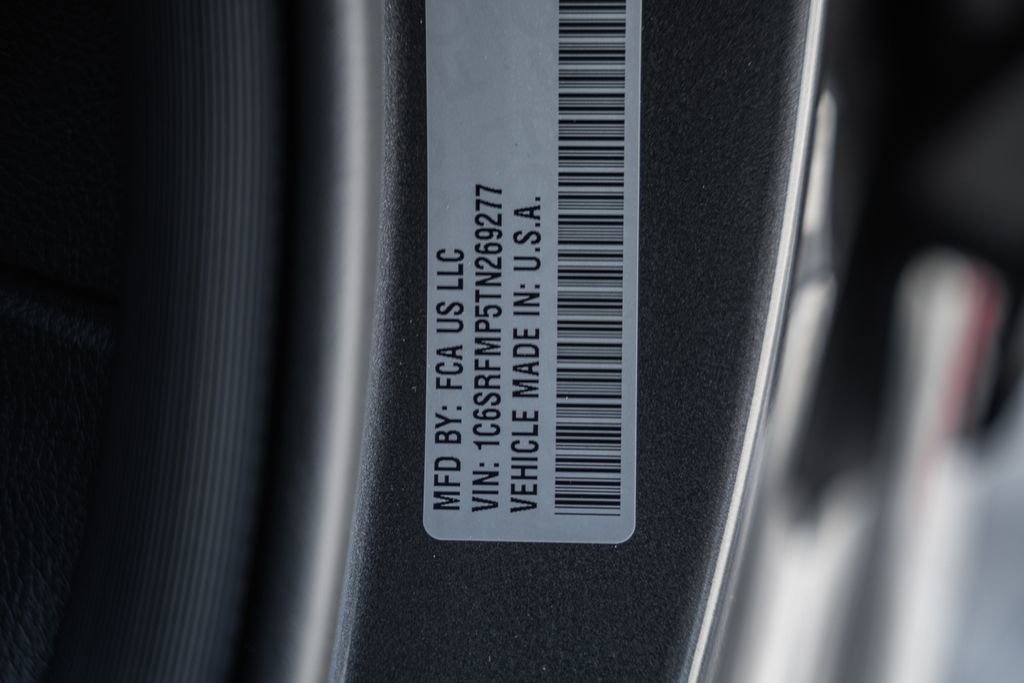 MFD BY: FCA US LLC
VIN: 1C6SRFMP5TN269277
VEHICLE MADE IN: U.S.A.